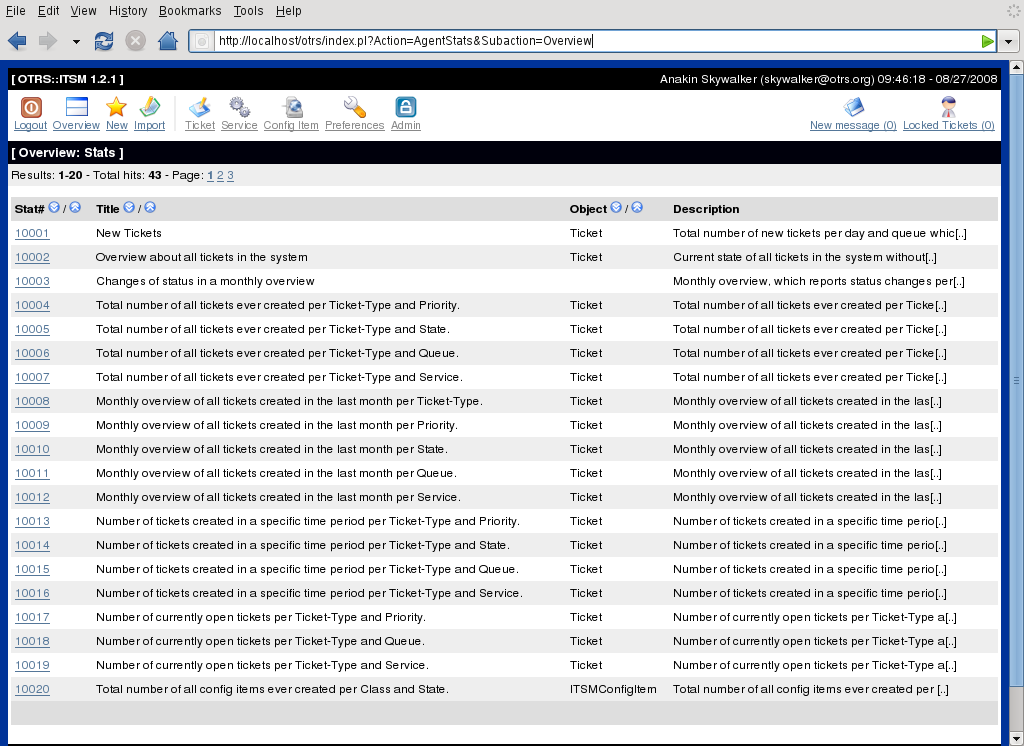 File Edit View History Bookmarks Tools Help
http://localhost/otrs/index.pl?Action=AgentStats&Subaction=Overview
[ OTRS::ITSM 1.2.1 ] Anakin Skywalker (skywalker@otrs.org) 09:46:18 - 08/27/2008
Logout Overview New Import Ticket Service Config Item Preferences Admin New message (0) Locked Tickets (0)
[ Overview: Stats ]
Results: 1-20 - Total hits: 43 - Page: 1 2 3
Stat# / Title / Object / Description
10001 New Tickets Ticket Total number of new tickets per day and queue whic[..]
10002 Overview about all tickets in the system Ticket Current state of all tickets in the system without[..]
10003 Changes of status in a monthly overview Monthly overview, which reports status changes per[..]
10004 Total number of all tickets ever created per Ticket-Type and Priority. Ticket Total number of all tickets ever created per Ticke[..]
10005 Total number of all tickets ever created per Ticket-Type and State. Ticket Total number of all tickets ever created per Ticke[..]
10006 Total number of all tickets ever created per Ticket-Type and Queue. Ticket Total number of all tickets ever created per Ticke[..]
10007 Total number of all tickets ever created per Ticket-Type and Service. Ticket Total number of all tickets ever created per Ticke[..]
10008 Monthly overview of all tickets created in the last month per Ticket-Type. Ticket Monthly overview of all tickets created in the las[..]
10009 Monthly overview of all tickets created in the last month per Priority. Ticket Monthly overview of all tickets created in the las[..]
10010 Monthly overview of all tickets created in the last month per State. Ticket Monthly overview of all tickets created in the las[..]
10011 Monthly overview of all tickets created in the last month per Queue. Ticket Monthly overview of all tickets created in the las[..]
10012 Monthly overview of all tickets created in the last month per Service. Ticket Monthly overview of all tickets created in the las[..]
10013 Number of tickets created in a specific time period per Ticket-Type and Priority. Ticket Number of tickets created in a specific time perio[..]
10014 Number of tickets created in a specific time period per Ticket-Type and State. Ticket Number of tickets created in a specific time perio[..]
10015 Number of tickets created in a specific time period per Ticket-Type and Queue. Ticket Number of tickets created in a specific time perio[..]
10016 Number of tickets created in a specific time period per Ticket-Type and Service. Ticket Number of tickets created in a specific time perio[..]
10017 Number of currently open tickets per Ticket-Type and Priority. Ticket Number of currently open tickets per Ticket-Type a[..]
10018 Number of currently open tickets per Ticket-Type and Queue. Ticket Number of currently open tickets per Ticket-Type a[..]
10019 Number of currently open tickets per Ticket-Type and Service. Ticket Number of currently open tickets per Ticket-Type a[..]
10020 Total number of all config items ever created per Class and State. ITSMConfigItem Total number of all config items ever created per [..]